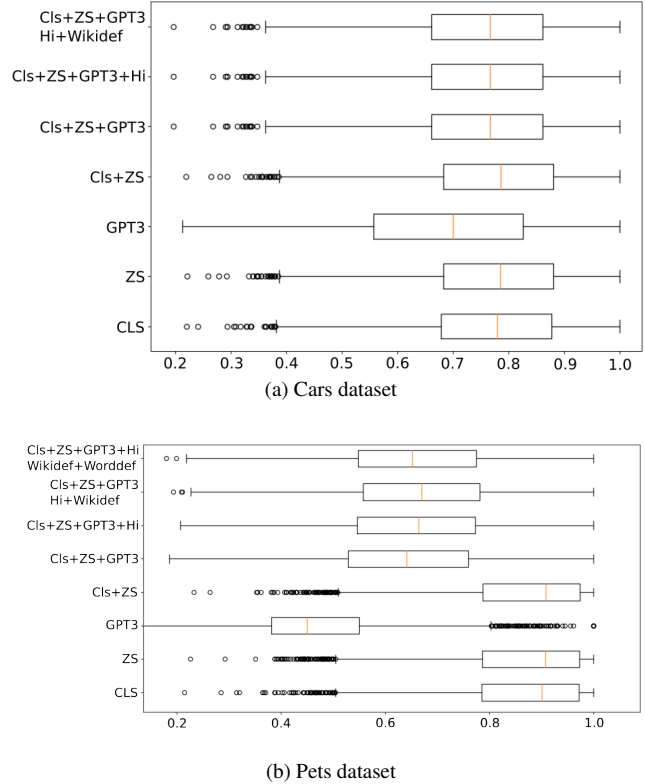 Cls+ZS+GPT3
Hi+Wikidef
Cls+ZS+GPT3+Hi
Cls+ZS+GPT3
Cls+ZS
GPT3
ZS
CLS
0.2 0.3 0.4 0.5 0.6 0.7 0.8 0.9 1.0
(a) Cars dataset
Cls+ZS+GPT3+Hi
Wikidef+Worddef
Cls+ZS+GPT3
Hi+Wikidef
Cls+ZS+GPT3+Hi
Cls+ZS+GPT3
Cls+ZS
GPT3
ZS
CLS
0.2 0.4 0.6 0.8 1.0
(b) Pets dataset